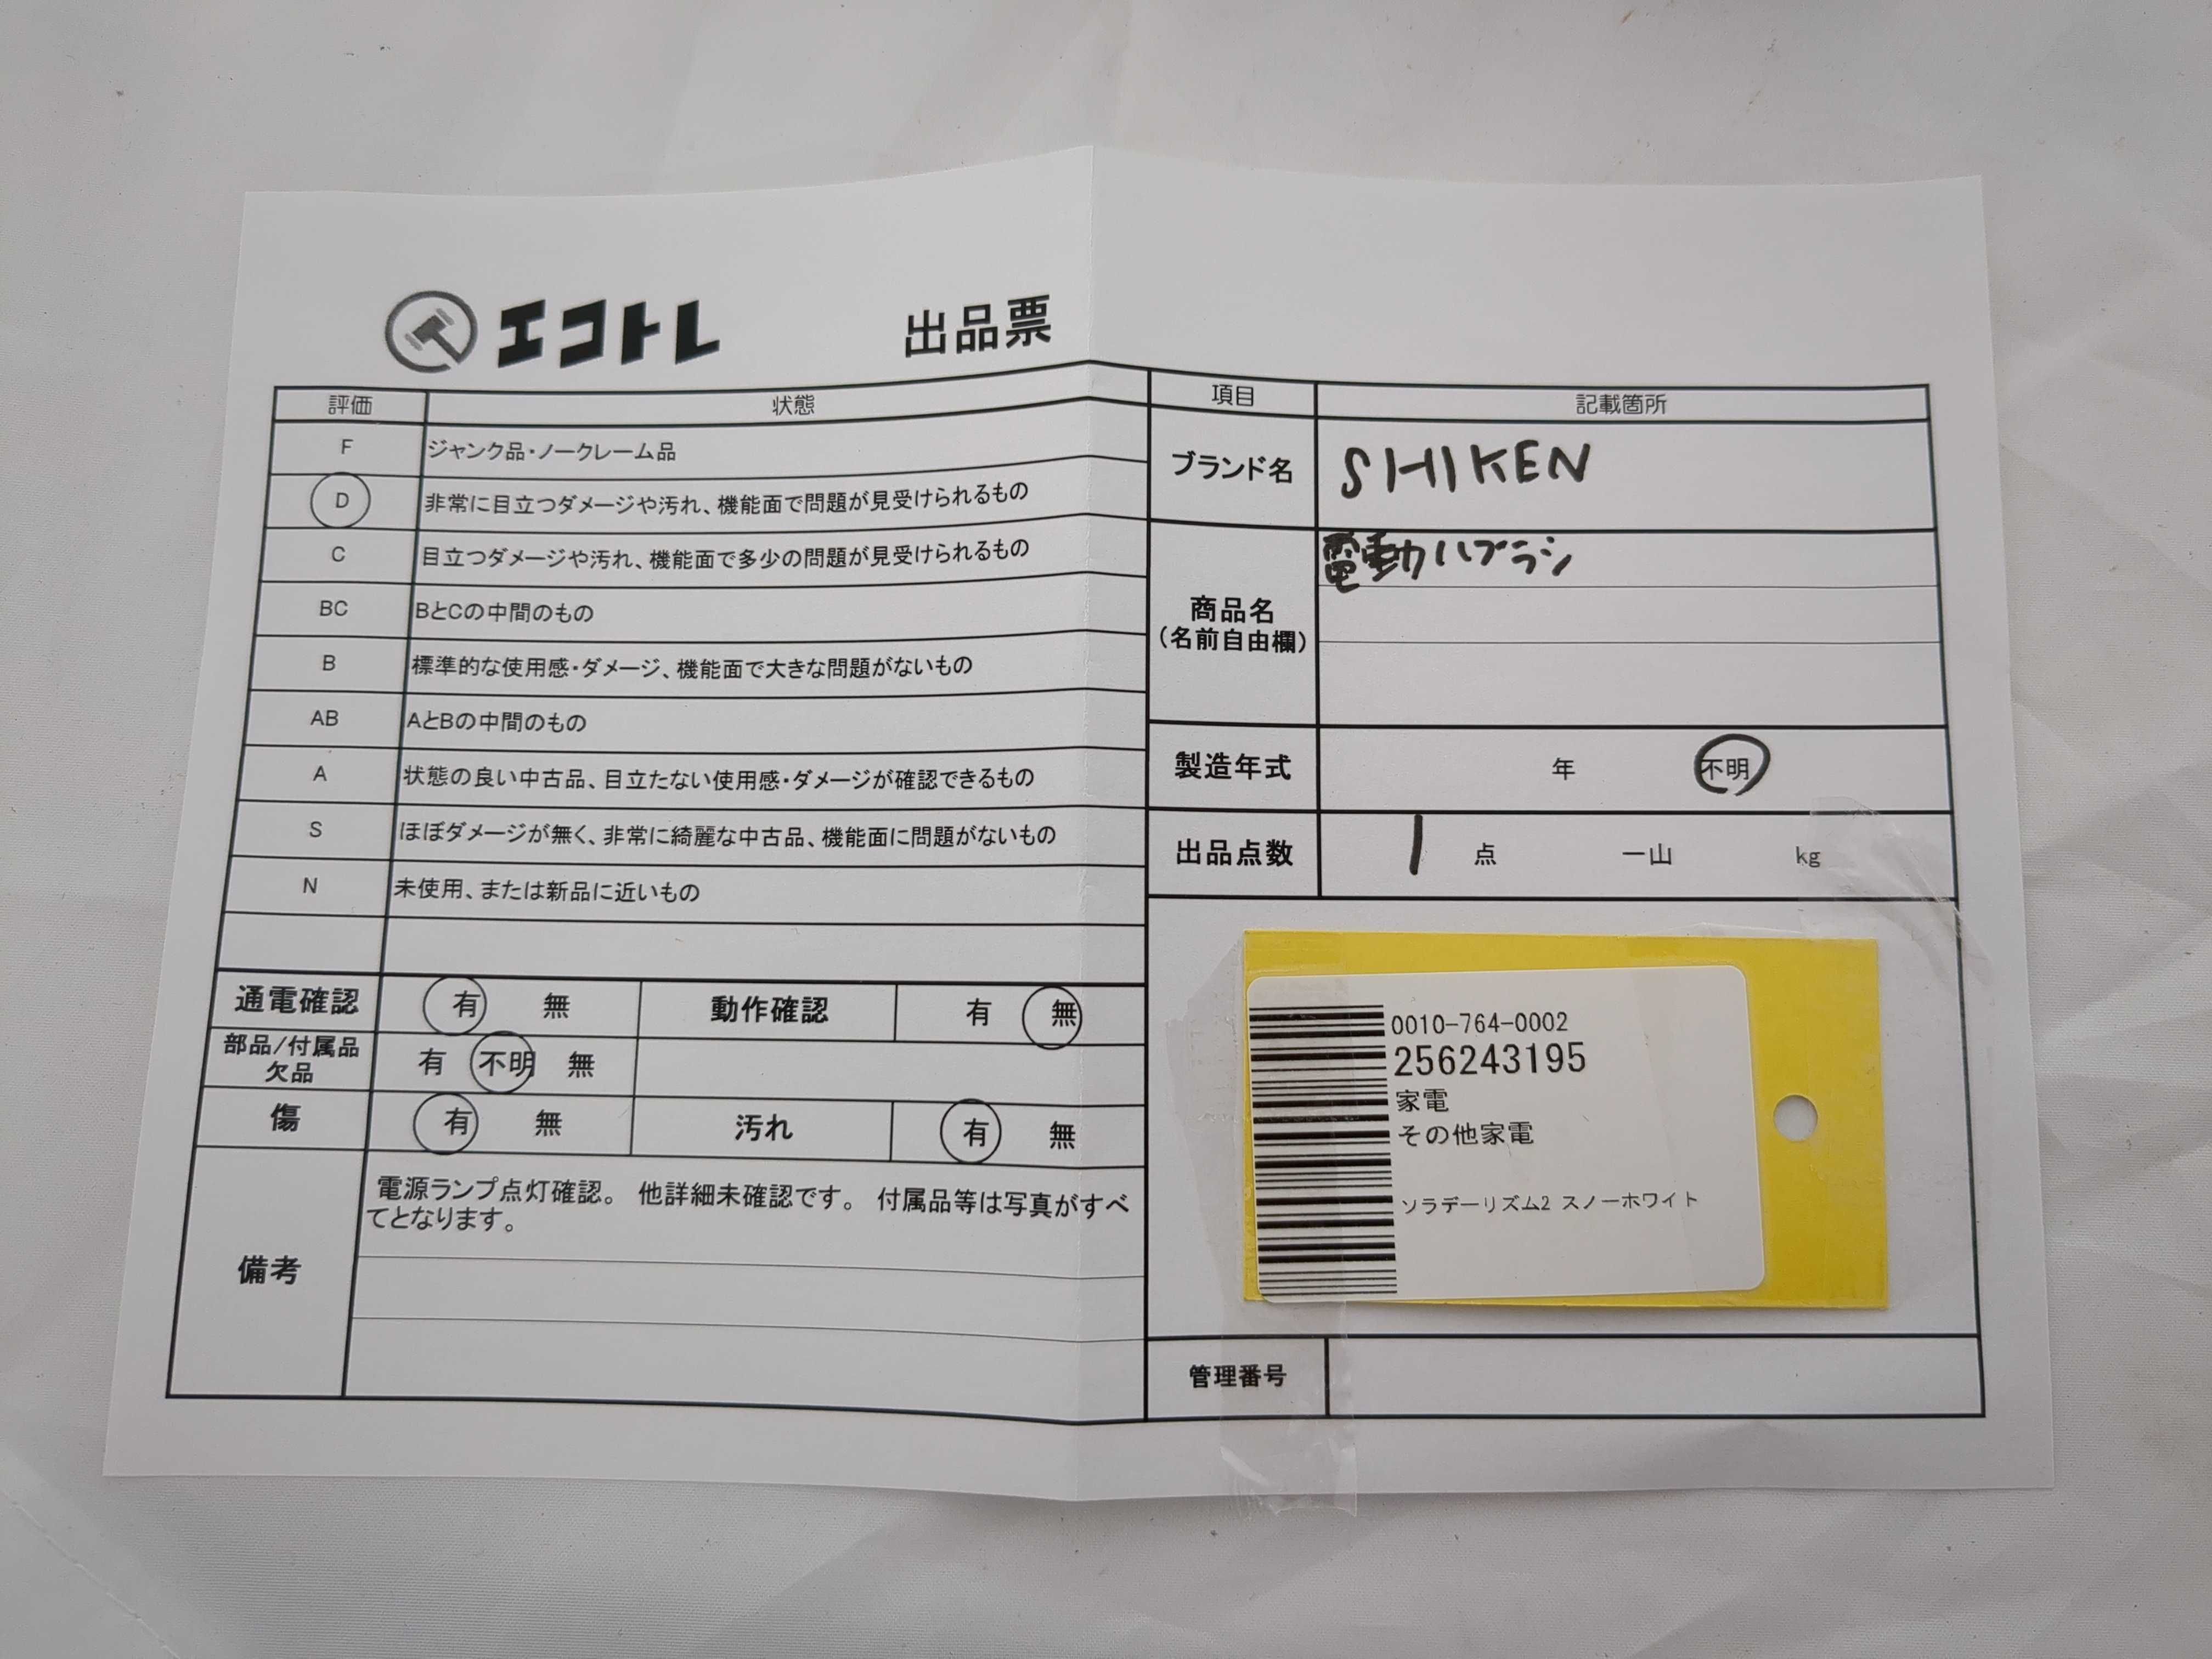 エコトレ 出品票
評価 状態
F ジャンク品・ノークレーム品
D 非常に目立つダメージや汚れ、機能面で問題が見受けられるもの
C 目立つダメージや汚れ、機能面で多少の問題が見受けられるもの
BC BとCの中間のもの
B 標準的な使用感・ダメージ、機能面で大きな問題がないもの
AB AとBの中間のもの
A 状態の良い中古品、目立たない使用感・ダメージが確認できるもの
S ほぼダメージが無く、非常に綺麗な中古品、機能面に問題がないもの
N 未使用、または新品に近いもの
通電確認 有 無 動作確認 有 無
部品/付属品
欠品 有 不明 無
傷 有 無 汚れ 有 無
備考
電源ランプ点灯確認。 他詳細未確認です。 付属品等は写真がすべ
てとなります。
項目 記載箇所
ブランド名 SHIKEN
商品名
(名前自由欄)
電動ハブラシ
製造年式 年 不明
出品点数 1 点 一山 kg
0010-764-0002
256243195
家電
その他家電
ソラデーリズム2 スノーホワイト
管理番号